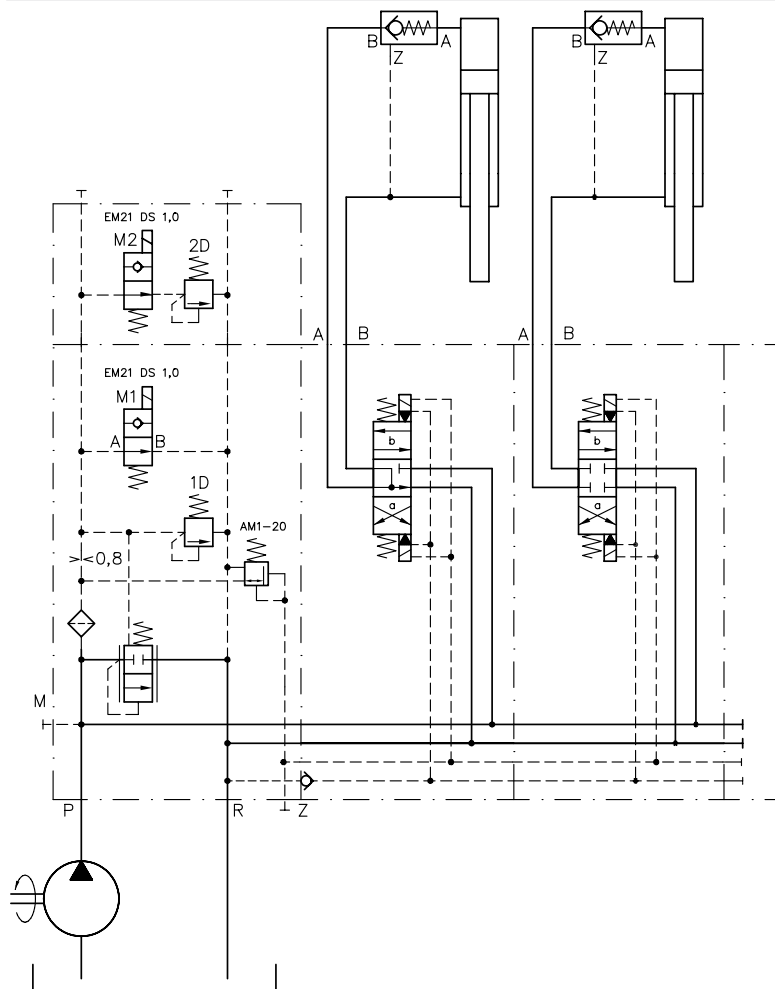 B A B A
Z Z
EM21 DS 1,0
M2 2D
A B A B
EM21 DS 1,0
M1
A B b b
1D
a a
AM1-20
0,8
M
P R Z